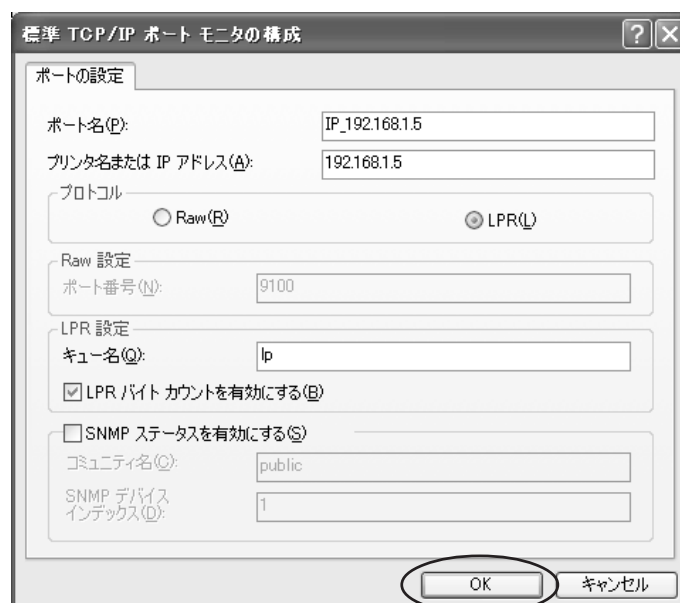 標準 TCP/IP ポート モニタの構成
ポートの設定
ポート名(P): IP_192.168.1.5
プリンタ名または IP アドレス(A): 192.168.1.5
プロトコル
Raw(R) LPR(L)
Raw 設定
ポート番号(N): 9100
LPR 設定
キュー名(Q): lp
LPR バイト カウントを有効にする(B)
SNMP ステータスを有効にする(S)
コミュニティ名(C): public
SNMP デバイス
インデックス(D): 1
OK キャンセル